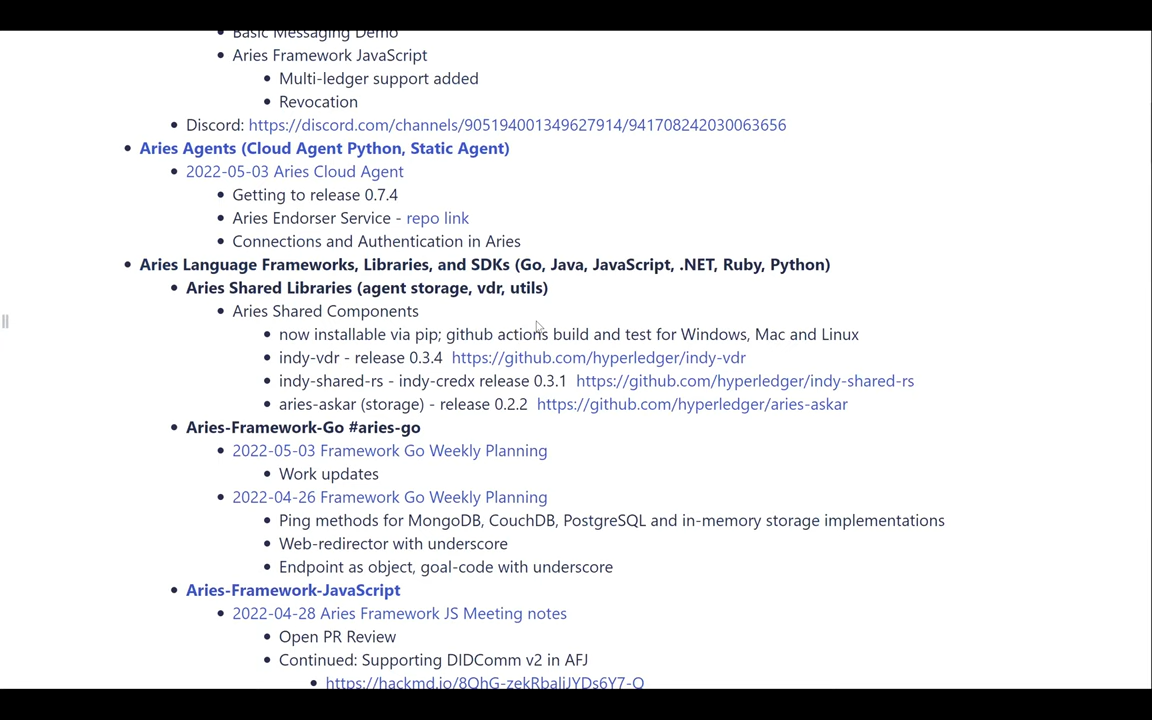 Basic Messaging Demo
Aries Framework JavaScript
Multi-ledger support added
Revocation
Discord: https://discord.com/channels/905194001349627914/941708242030063656
Aries Agents (Cloud Agent Python, Static Agent)
2022-05-03 Aries Cloud Agent
Getting to release 0.7.4
Aries Endorser Service - repo link
Connections and Authentication in Aries
Aries Language Frameworks, Libraries, and SDKs (Go, Java, JavaScript, .NET, Ruby, Python)
Aries Shared Libraries (agent storage, vdr, utils)
Aries Shared Components
now installable via pip; github actions build and test for Windows, Mac and Linux
indy-vdr - release 0.3.4 https://github.com/hyperledger/indy-vdr
indy-shared-rs - indy-credx release 0.3.1 https://github.com/hyperledger/indy-shared-rs
aries-askar (storage) - release 0.2.2 https://github.com/hyperledger/aries-askar
Aries-Framework-Go #aries-go
2022-05-03 Framework Go Weekly Planning
Work updates
2022-04-26 Framework Go Weekly Planning
Ping methods for MongoDB, CouchDB, PostgreSQL and in-memory storage implementations
Web-redirector with underscore
Endpoint as object, goal-code with underscore
Aries-Framework-JavaScript
2022-04-28 Aries Framework JS Meeting notes
Open PR Review
Continued: Supporting DIDComm v2 in AFJ